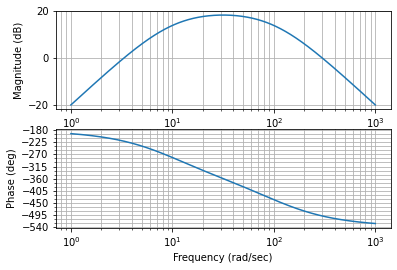 Magnitude (dB)
20
0
−20
10⁰ 10¹ 10² 10³
Phase (deg)
−180
−225
−270
−315
−360
−405
−450
−495
−540
10⁰ 10¹ 10² 10³
Frequency (rad/sec)